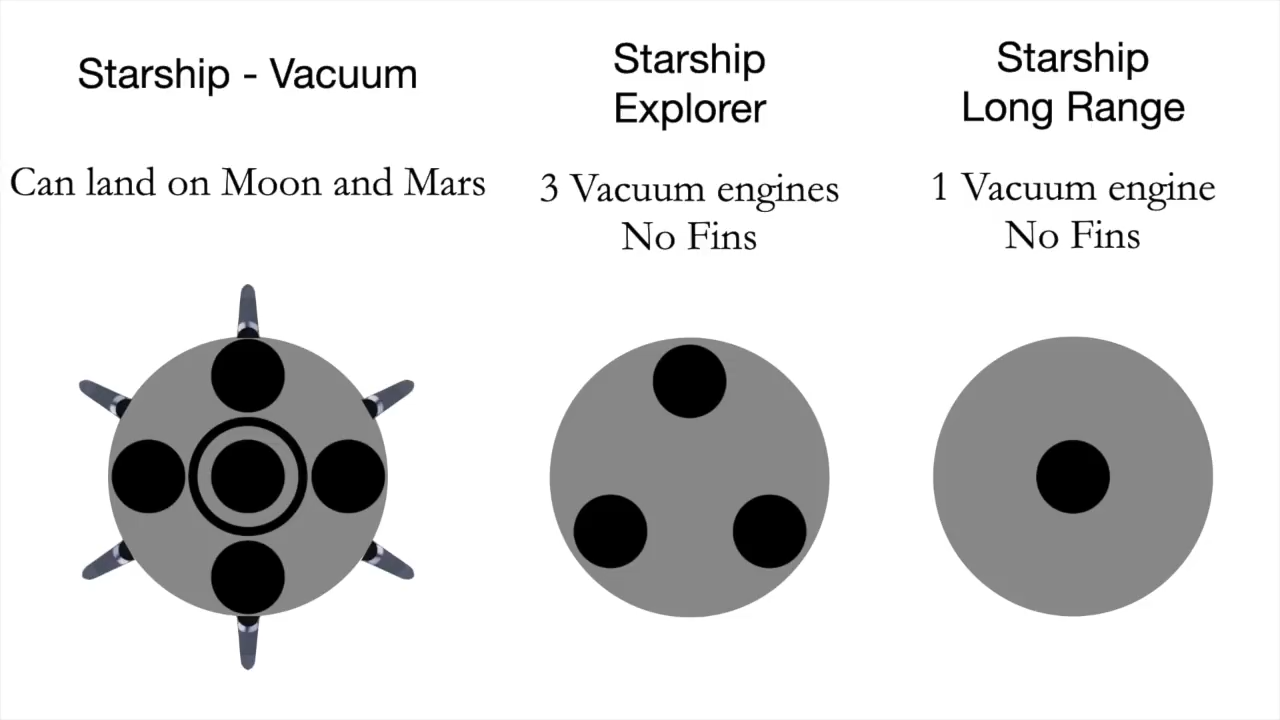 Starship - Vacuum
Can land on Moon and Mars
Starship
Explorer
3 Vacuum engines
No Fins
Starship
Long Range
1 Vacuum engine
No Fins